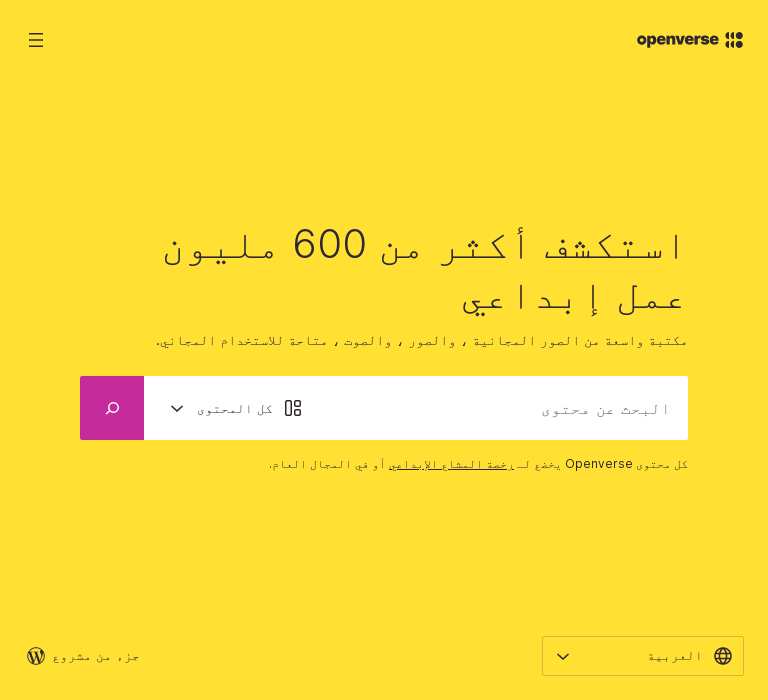 openverse
استكشف أكثر من 600 مليون
عمل إبداعي
مكتبة واسعة من الصور المجانية ، والصور ، والصوت ، متاحة للاستخدام المجاني.
البحث عن محتوى
كل المحتوى
كل محتوى Openverse يخضع لـ رخصة المشاع الإبداعي أو في المجال العام.
العربية
جزء من مشروع